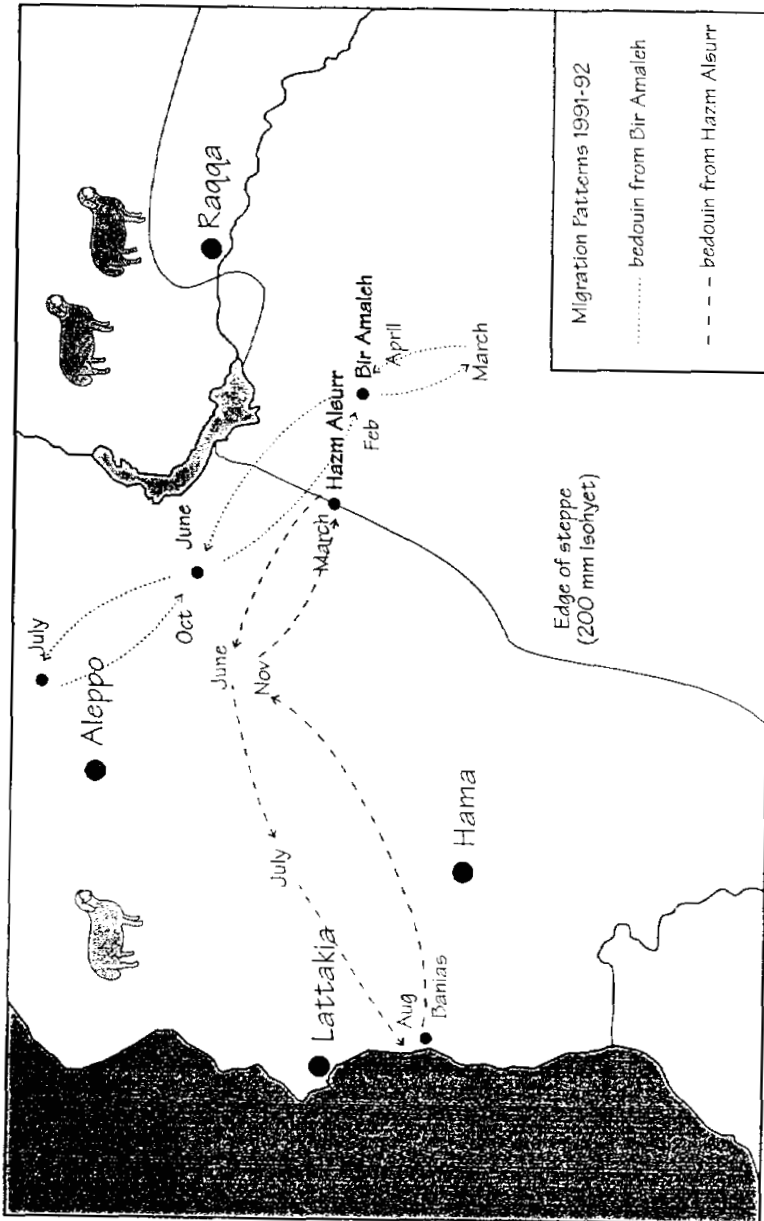 July
Aleppo
Raqqa
June
Oct
June
Nov
Hazm Alsurr
March
Bir Amaleh
April
Feb
March
July
Lattakia
Aug
Banias
Hama
Edge of steppe
(200 mm Isohyet)
Migration Patterns 1991-92
bedouin from Bir Amaleh
bedouin from Hazm Alsurr